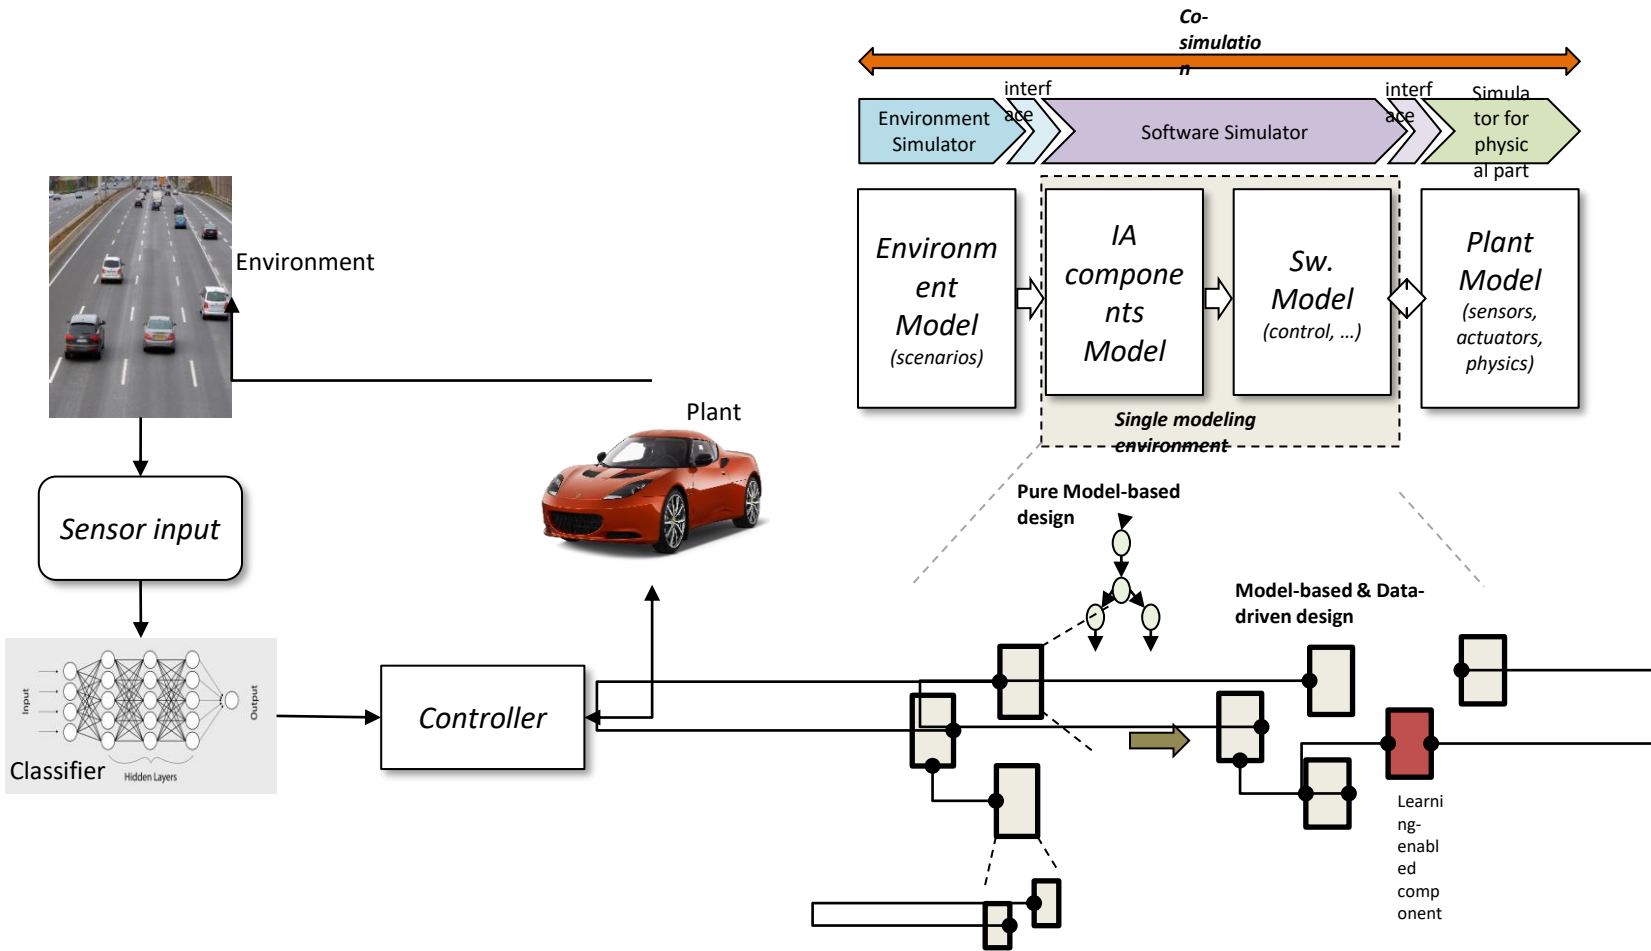 Co-
simulatio
n
interf
ace
interf
ace
Environment
Simulator
Software Simulator
Simula
tor for
physic
al part
Environment
Environm
ent
Model
(scenarios)
IA
compone
nts
Model
Sw.
Model
(control, ...)
Plant
Model
(sensors,
actuators,
physics)
Single modeling
environment
Plant
Sensor input
Pure Model-based
design
Model-based & Data-
driven design
Input
Output
Hidden Layers
Classifier
Controller
Learni
ng-
enabl
ed
comp
onent